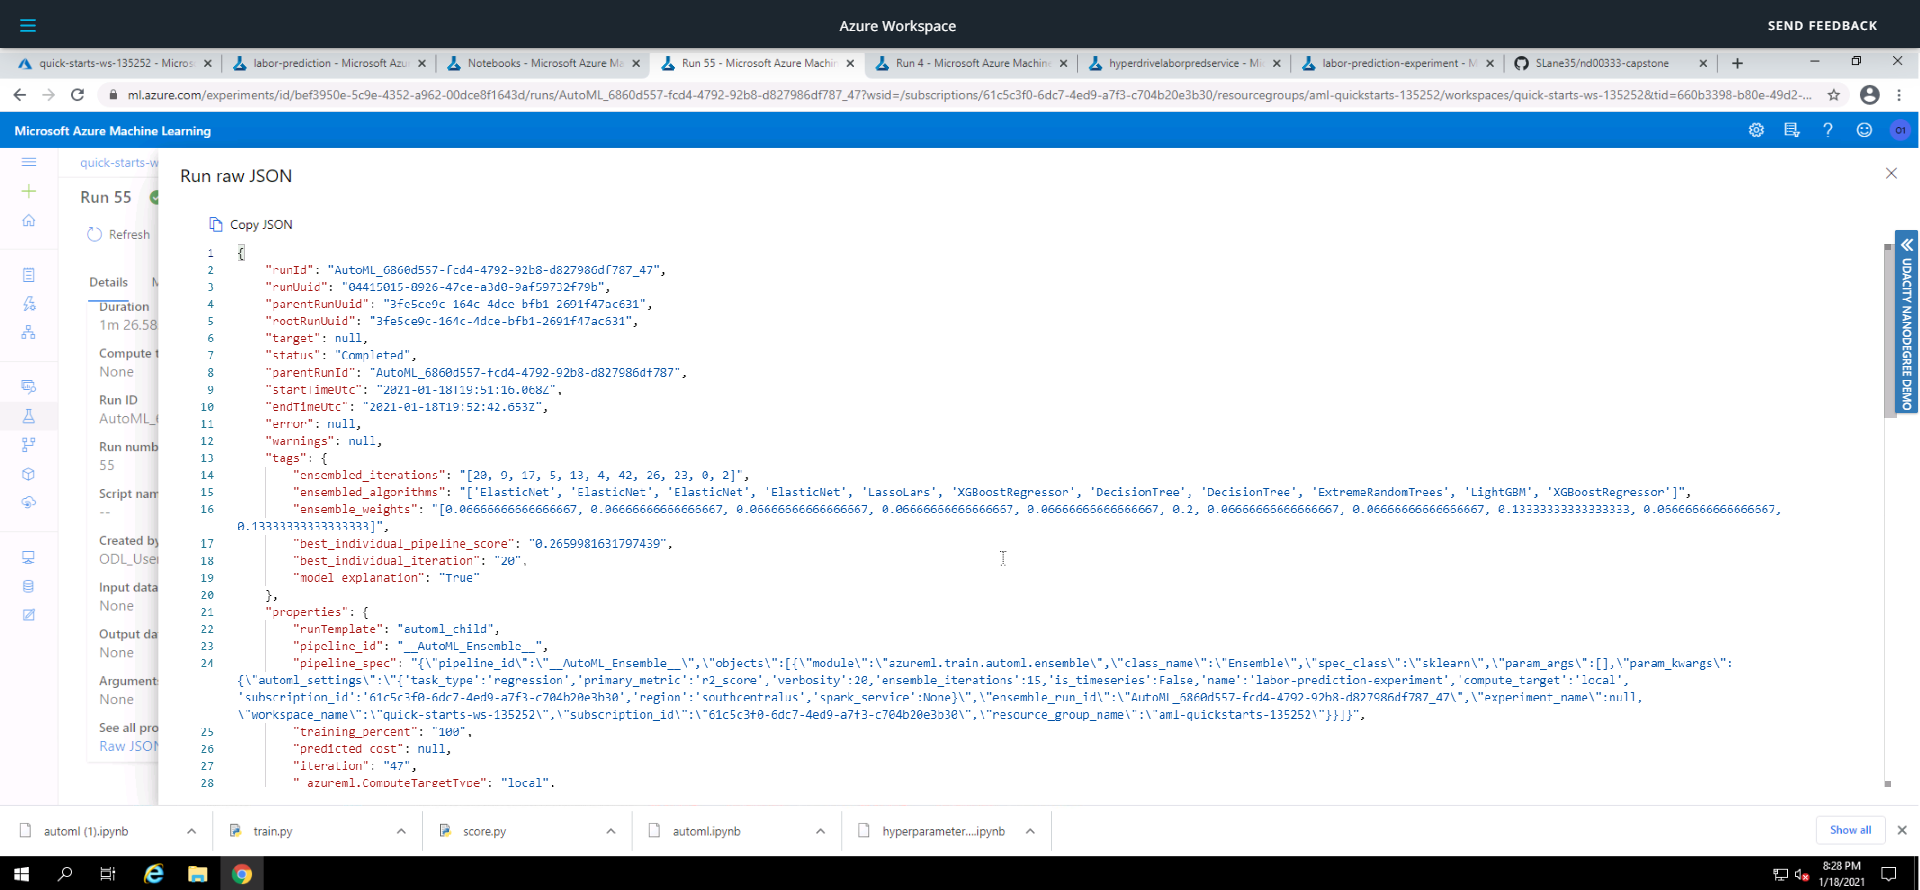 Azure Workspace
SEND FEEDBACK
quick-starts-ws-135252 - Micros
labor-prediction - Microsoft Azu
Notebooks - Microsoft Azure Ma
Run 55 - Microsoft Azure Machin
Run 4 - Microsoft Azure Machine
hyperdrivelaborpredservice - Mi
labor-prediction-experiment - M
SLane35/nd00333-capstone
ml.azure.com/experiments/id/bef3950e-5c9e-4352-a962-00dce8f1643d/runs/AutoML_6860d557-fcd4-4792-92b8-d827986df787_47?wsid=/subscriptions/61c5c3f0-6dc7-4ed9-a7f3-c704b20e3b30/resourcegroups/aml-quickstarts-135252/workspaces/quick-starts-ws-135252&tid=660b3398-b80e-49d2-...
Microsoft Azure Machine Learning
O1
quick-starts-w
Run 55
Refresh
Details
Duration
1m 26.58
Compute t
None
Run ID
AutoML_6
Run numb
55
Script nam
--
Created by
ODL_User
Input data
None
Output da
None
Arguments
None
See all pro
Raw JSON
Run raw JSON
Copy JSON
1 {
2 "runId": "AutoML_6860d557-fcd4-4792-92b8-d827986df787_47",
3 "runUuid": "04415015-8926-47ce-a3d0-9af59732f79b",
4 "parentRunUuid": "3fe5ce9c-164c-4dce-bfb1-2691f47ac631",
5 "rootRunUuid": "3fe5ce9c-164c-4dce-bfb1-2691f47ac631",
6 "target": null,
7 "status": "Completed",
8 "parentRunId": "AutoML_6860d557-fcd4-4792-92b8-d827986df787",
9 "startTimeUtc": "2021-01-18T19:51:16.068Z",
10 "endTimeUtc": "2021-01-18T19:52:42.653Z",
11 "error": null,
12 "warnings": null,
13 "tags": {
14 "ensembled_iterations": "[20, 9, 17, 5, 13, 4, 42, 26, 23, 0, 2]",
15 "ensembled_algorithms": "['ElasticNet', 'ElasticNet', 'ElasticNet', 'ElasticNet', 'LassoLars', 'XGBoostRegressor', 'DecisionTree', 'DecisionTree', 'ExtremeRandomTrees', 'LightGBM', 'XGBoostRegressor']",
16 "ensemble_weights": "[0.06666666666666667, 0.06666666666666667, 0.06666666666666667, 0.06666666666666667, 0.06666666666666667, 0.2, 0.06666666666666667, 0.06666666666666667, 0.13333333333333333, 0.06666666666666667,
0.13333333333333333]",
17 "best_individual_pipeline_score": "0.2659981631797439",
18 "best_individual_iteration": "20",
19 "model_explanation": "True"
20 },
21 "properties": {
22 "runTemplate": "automl_child",
23 "pipeline_id": "__AutoML_Ensemble__",
24 "pipeline_spec": "{\"pipeline_id\":\"__AutoML_Ensemble__\",\"objects\":[{\"module\":\"azureml.train.automl.ensemble\",\"class_name\":\"Ensemble\",\"spec_class\":\"sklearn\",\"param_args\":[],\"param_kwargs\":
{\"automl_settings\":\"{'task_type':'regression','primary_metric':'r2_score','verbosity':20,'ensemble_iterations':15,'is_timeseries':False,'name':'labor-prediction-experiment','compute_target':'local',
'subscription_id':'61c5c3f0-6dc7-4ed9-a7f3-c704b20e3b30','region':'southcentralus','spark_service':None}\",\"ensemble_run_id\":\"AutoML_6860d557-fcd4-4792-92b8-d827986df787_47\",\"experiment_name\":null,
\"workspace_name\":\"quick-starts-ws-135252\",\"subscription_id\":\"61c5c3f0-6dc7-4ed9-a7f3-c704b20e3b30\",\"resource_group_name\":\"aml-quickstarts-135252\"}}]}",
25 "training_percent": "100",
26 "predicted_cost": null,
27 "iteration": "47",
28 "_azureml.ComputeTargetType": "local",
UDACITY NANODEGREE DEMO
automl (1).ipynb
train.py
score.py
automl.ipynb
hyperparameter....ipynb
Show all
8:28 PM
1/18/2021